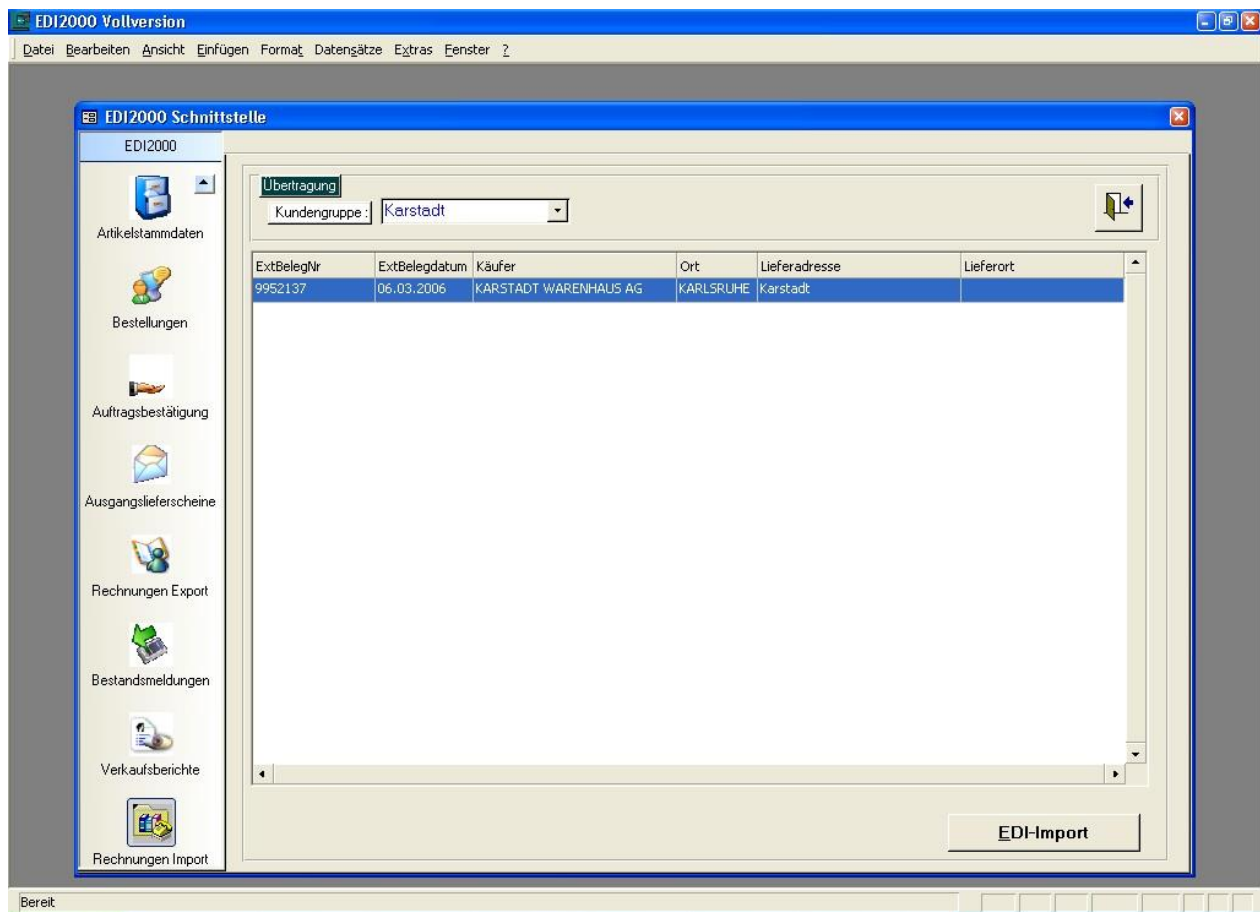 EDI2000 Vollversion
Datei Bearbeiten Ansicht Einfügen Format Datensätze Extras Fenster ?
EDI2000 Schnittstelle
EDI2000
Artikelstammdaten
Bestellungen
Auftragsbestätigung
Ausgangslieferscheine
Rechnungen Export
Bestandsmeldungen
Verkaufsberichte
Rechnungen Import
Übertragung
Kundengruppe : Karstadt
ExtBelegNr ExtBelegdatum Käufer Ort Lieferadresse Lieferort
9952137 06.03.2006 KARSTADT WARENHAUS AG KARLSRUHE Karstadt
EDI-Import
Bereit